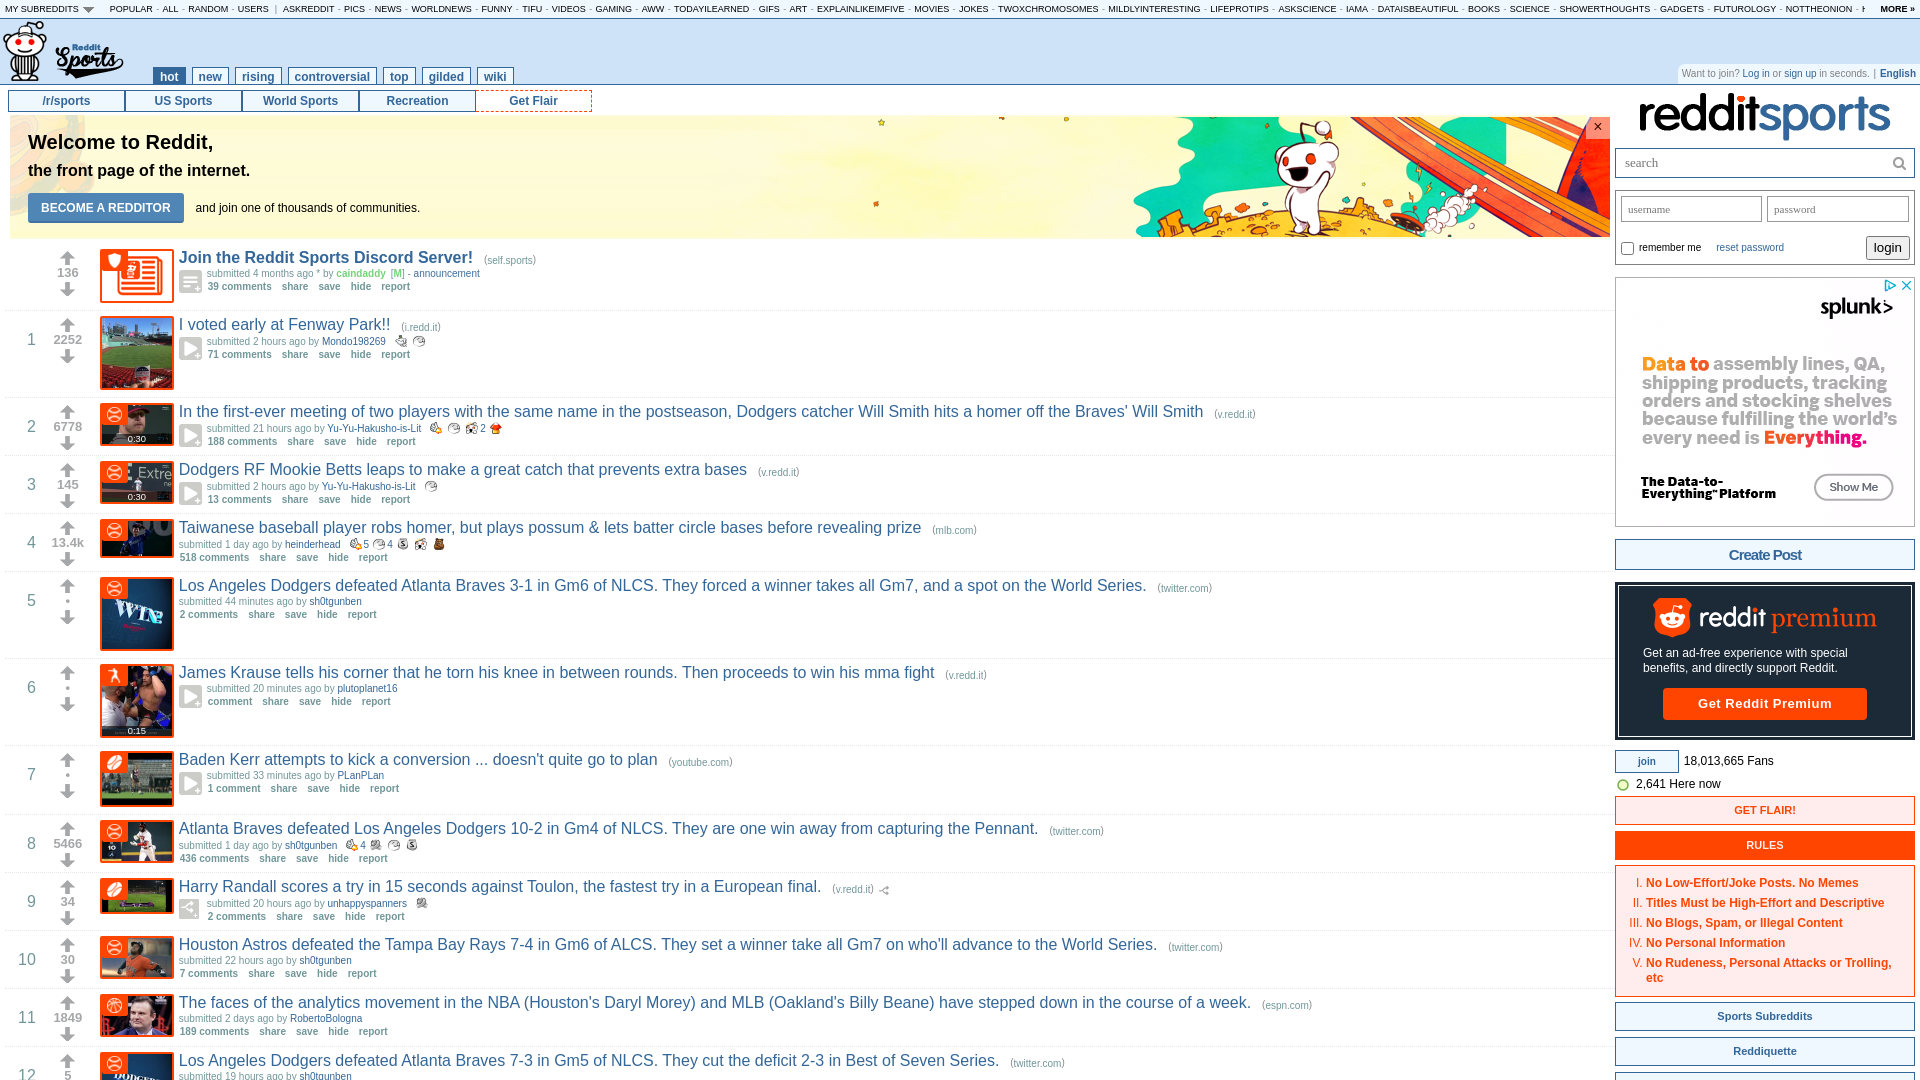 MY SUBREDDITS POPULAR - ALL - RANDOM - USERS | ASKREDDIT - PICS - NEWS - WORLDNEWS - FUNNY - TIFU - VIDEOS - GAMING - AWW - TODAYILEARNED - GIFS - ART - EXPLAINLIKEIMFIVE - MOVIES - JOKES - TWOXCHROMOSOMES - MILDLYINTERESTING - LIFEPROTIPS - ASKSCIENCE - IAMA - DATAISBEAUTIFUL - BOOKS - SCIENCE - SHOWERTHOUGHTS - GADGETS - FUTUROLOGY - NOTTHEONION - MORE »
Reddit
Sports
hot new rising controversial top gilded wiki
Want to join? Log in or sign up in seconds. | English
/r/sports US Sports World Sports Recreation Get Flair
redditsports
Welcome to Reddit,
the front page of the internet.
BECOME A REDDITOR and join one of thousands of communities.
×
search
username password
remember me reset password login
136
Join the Reddit Sports Discord Server! (self.sports)
submitted 4 months ago * by caindaddy [M] - announcement
39 comments share save hide report
1
2252
I voted early at Fenway Park!! (i.redd.it)
submitted 2 hours ago by Mondo198269
71 comments share save hide report
2
6778
0:30
In the first-ever meeting of two players with the same name in the postseason, Dodgers catcher Will Smith hits a homer off the Braves' Will Smith (v.redd.it)
submitted 21 hours ago by Yu-Yu-Hakusho-is-Lit 2
188 comments share save hide report
3
145
Extre
0:30
Dodgers RF Mookie Betts leaps to make a great catch that prevents extra bases (v.redd.it)
submitted 2 hours ago by Yu-Yu-Hakusho-is-Lit
13 comments share save hide report
4
13.4k
Taiwanese baseball player robs homer, but plays possum & lets batter circle bases before revealing prize (mlb.com)
submitted 1 day ago by heinderhead 5 4
518 comments share save hide report
5
•
WIN!
Los Angeles Dodgers defeated Atlanta Braves 3-1 in Gm6 of NLCS. They forced a winner takes all Gm7, and a spot on the World Series. (twitter.com)
submitted 44 minutes ago by sh0tgunben
2 comments share save hide report
6
•
0:15
James Krause tells his corner that he torn his knee in between rounds. Then proceeds to win his mma fight (v.redd.it)
submitted 20 minutes ago by plutoplanet16
comment share save hide report
7
•
Baden Kerr attempts to kick a conversion ... doesn't quite go to plan (youtube.com)
submitted 33 minutes ago by PLanPLan
1 comment share save hide report
8
5466
10
Atlanta Braves defeated Los Angeles Dodgers 10-2 in Gm4 of NLCS. They are one win away from capturing the Pennant. (twitter.com)
submitted 1 day ago by sh0tgunben 4
436 comments share save hide report
9
34
Harry Randall scores a try in 15 seconds against Toulon, the fastest try in a European final. (v.redd.it)
submitted 20 hours ago by unhappyspanners
2 comments share save hide report
10
30
Houston Astros defeated the Tampa Bay Rays 7-4 in Gm6 of ALCS. They set a winner take all Gm7 on who'll advance to the World Series. (twitter.com)
submitted 22 hours ago by sh0tgunben
7 comments share save hide report
11
1849
The faces of the analytics movement in the NBA (Houston's Daryl Morey) and MLB (Oakland's Billy Beane) have stepped down in the course of a week. (espn.com)
submitted 2 days ago by RobertoBologna
189 comments share save hide report
12
5
Los Angeles Dodgers defeated Atlanta Braves 7-3 in Gm5 of NLCS. They cut the deficit 2-3 in Best of Seven Series. (twitter.com)
submitted 19 hours ago by sh0tgunben
splunk>
Data to assembly lines, QA,
shipping products, tracking
orders and stocking shelves
because fulfilling the world's
every need is Everything.
The Data-to-
Everything™ Platform
Show Me
Create Post
reddit premium
Get an ad-free experience with special
benefits, and directly support Reddit.
Get Reddit Premium
join 18,013,665 Fans
2,641 Here now
GET FLAIR!
RULES
I. No Low-Effort/Joke Posts. No Memes
II. Titles Must be High-Effort and Descriptive
III. No Blogs, Spam, or Illegal Content
IV. No Personal Information
V. No Rudeness, Personal Attacks or Trolling,
etc
Sports Subreddits
Reddiquette